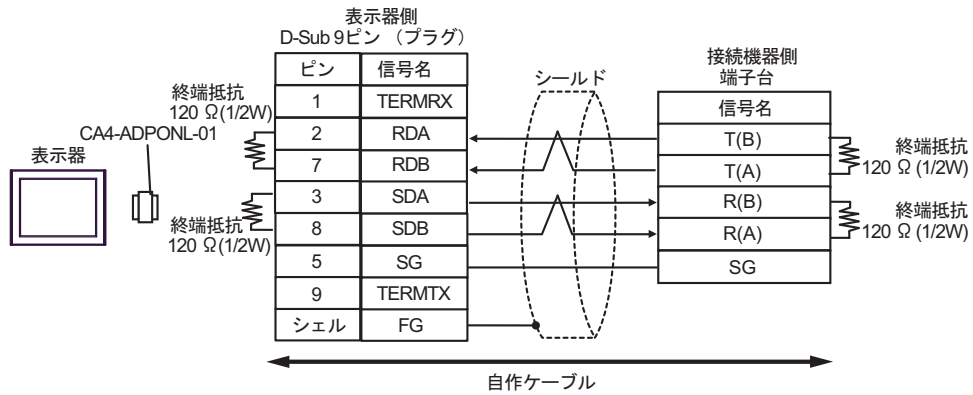 表示器側
D-Sub 9ピン （プラグ）
ピン 信号名
1 TERMRX
2 RDA
7 RDB
3 SDA
8 SDB
5 SG
9 TERMTX
シェル FG
終端抵抗
120 Ω(1/2W)
CA4-ADPONL-01
表示器
終端抵抗
120 Ω(1/2W)
シールド
接続機器側
端子台
信号名
T(B)
T(A)
R(B)
R(A)
SG
終端抵抗
120 Ω (1/2W)
終端抵抗
120 Ω (1/2W)
自作ケーブル